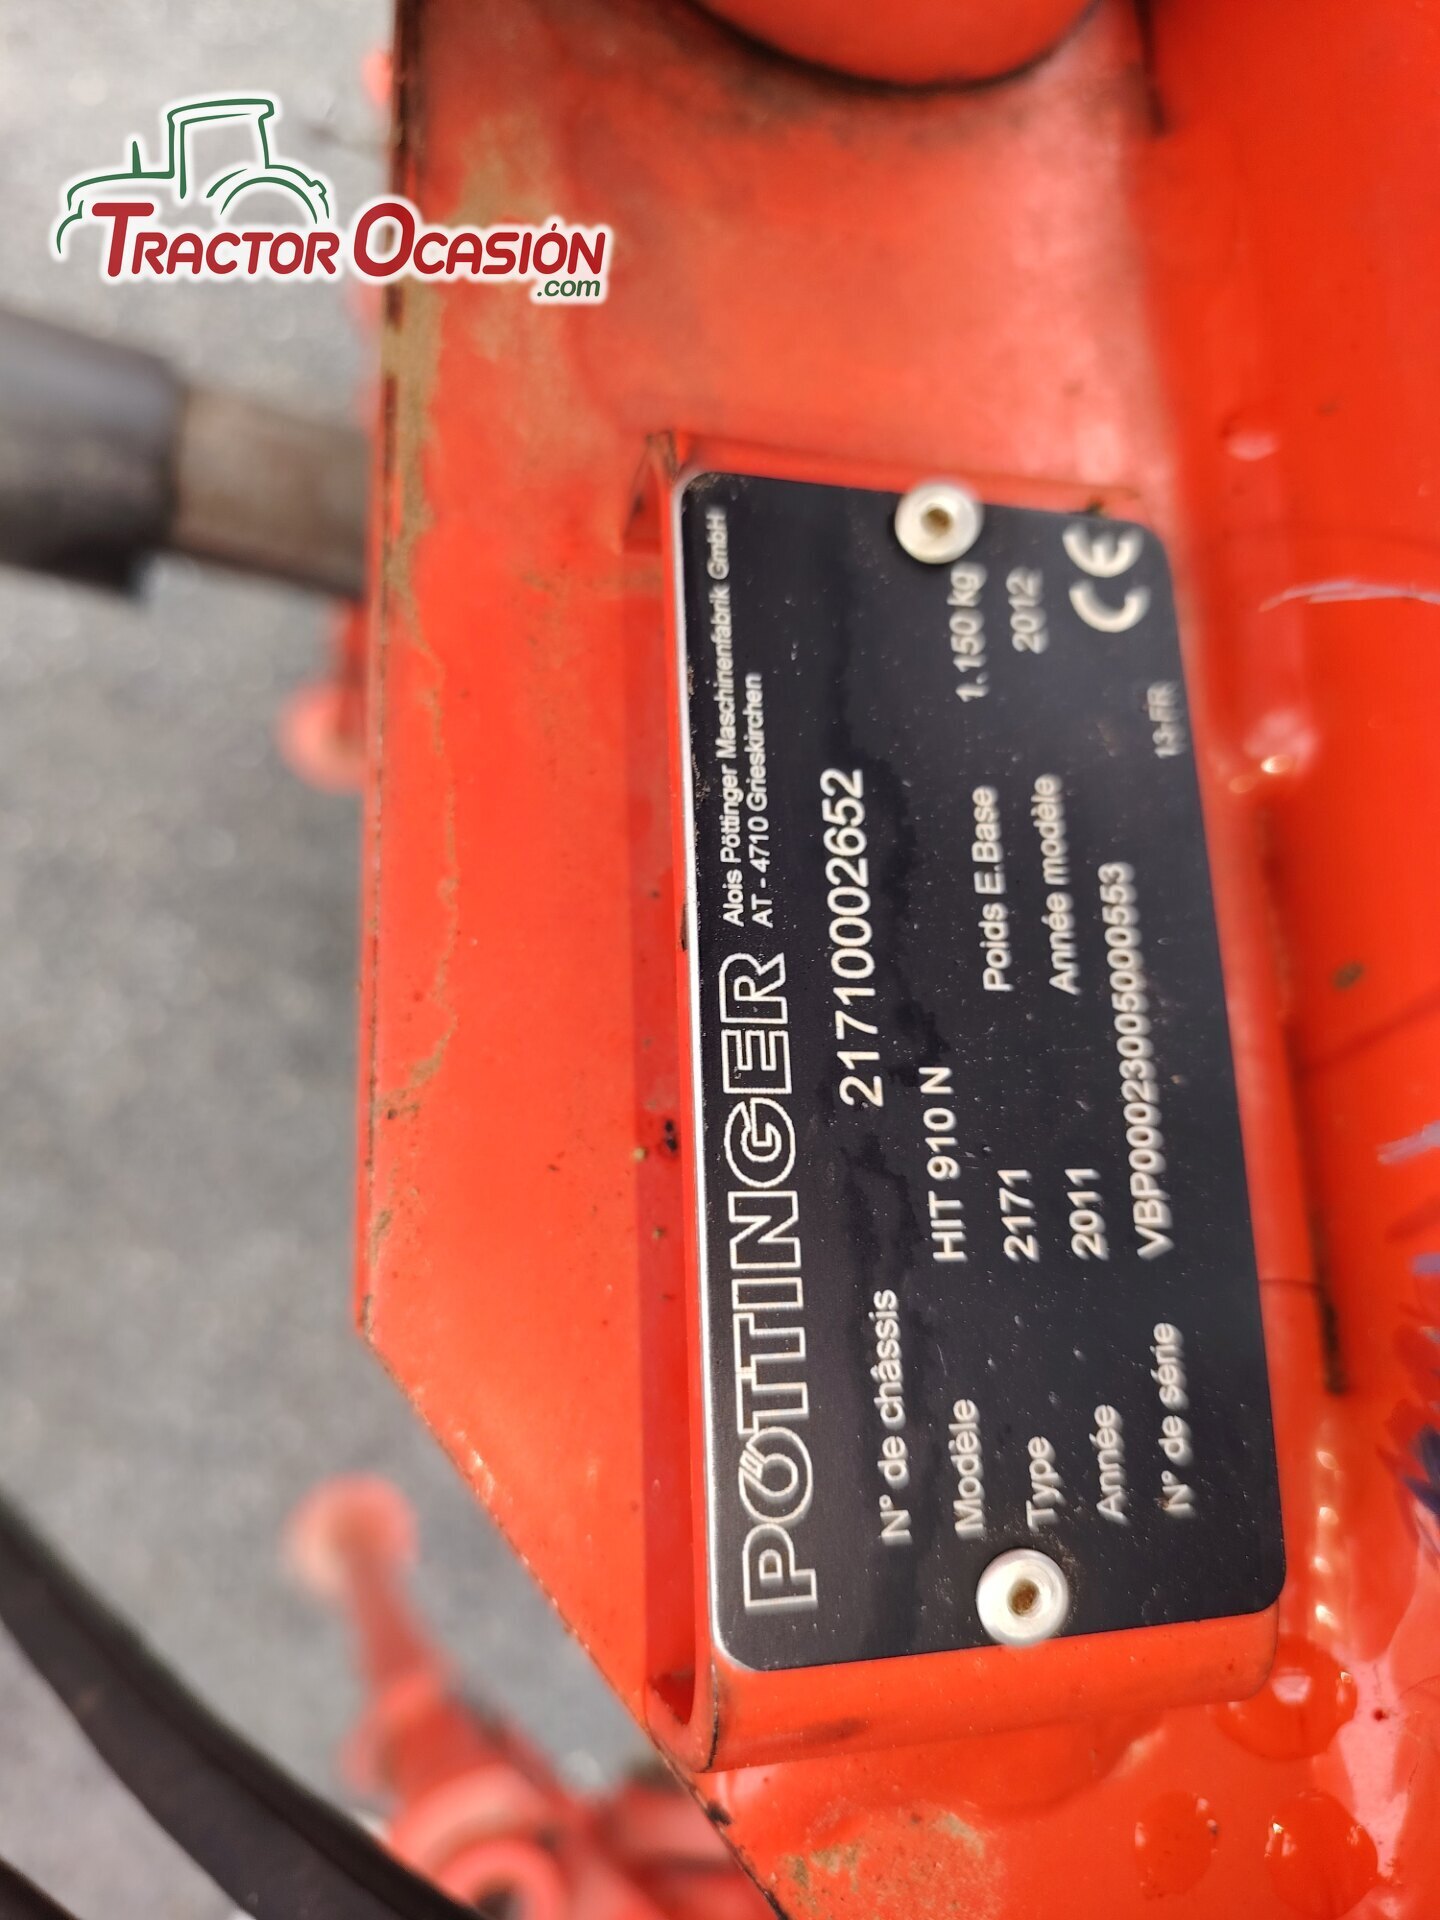 TRACTOR OCASIÓN
.com
PÖTTINGER Alois Pöttinger Maschinenfabrik GmbH
AT - 4710 Grieskirchen
N° de châssis 21710002652
Modèle HIT 910 N
Type 2171 Poids E.Base 1.150 kg
Année 2011 Année modèle 2012
N° de série VBP00023005000553
13-FR CE